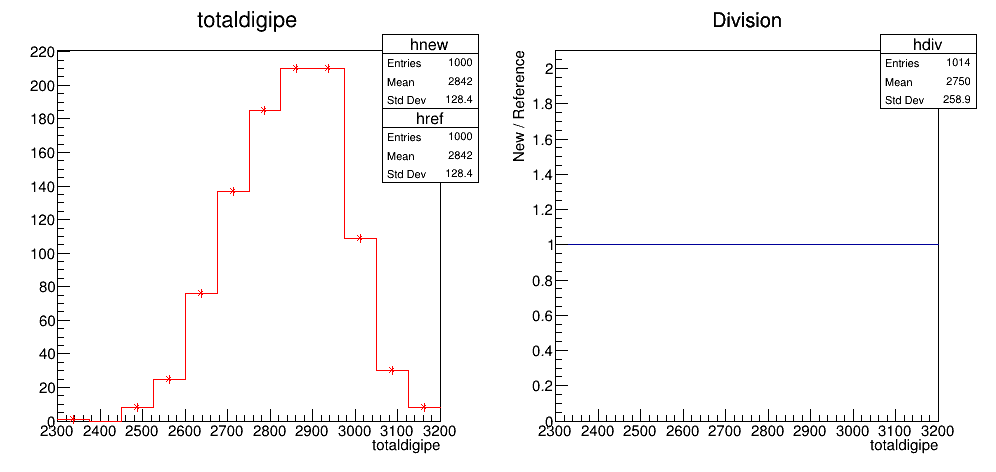 totaldigipe
hnew
Entries 1000
Mean 2842
Std Dev 128.4
href
Entries 1000
Mean 2842
Std Dev 128.4
220
200
180
160
140
120
100
80
60
40
20
0
2300 2400 2500 2600 2700 2800 2900 3000 3100 3200
totaldigipe
Division
hdiv
Entries 1014
Mean 2750
Std Dev 258.9
New / Reference
2
1.8
1.6
1.4
1.2
1
0.8
0.6
0.4
0.2
0
2300 2400 2500 2600 2700 2800 2900 3000 3100 3200
totaldigipe